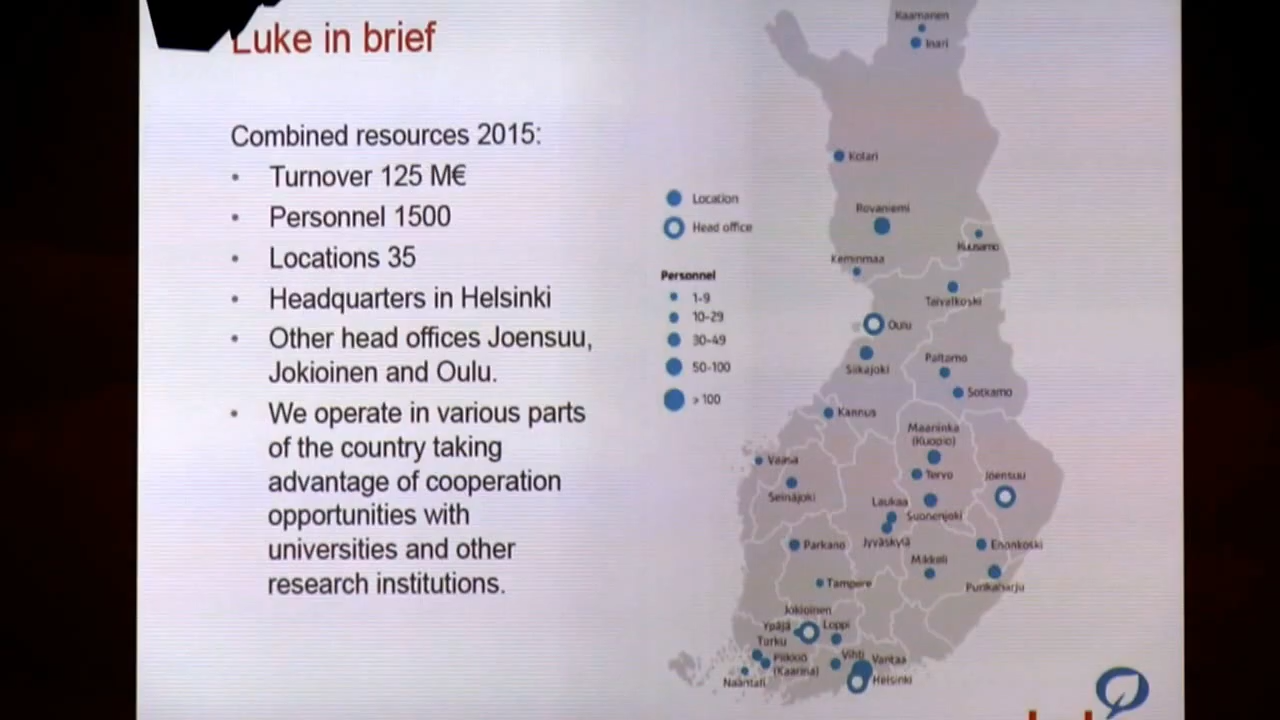 Luke in brief
Combined resources 2015:
• Turnover 125 M€
• Personnel 1500
• Locations 35
• Headquarters in Helsinki
• Other head offices Joensuu,
Jokioinen and Oulu.
• We operate in various parts
of the country taking
advantage of cooperation
opportunities with
universities and other
research institutions.
Location
Head office
Personnel
1-9
10-29
30-49
50-100
> 100
Kaamanen
Inari
Kolari
Rovaniemi
Kuusamo
Keminmaa
Taivalkoski
Oulu
Siikajoki
Paltamo
Sotkamo
Kannus
Maaninka
(Kuopio)
Vaasa
Tervo
Joensuu
Seinäjoki
Laukaa
Suonenjoki
Jyväskylä
Parkano
Enonkoski
Mikkeli
Tampere
Punkaharju
Jokioinen
Ypäjä
Loppi
Turku
Piikkiö
(Kaarina)
Vihti
Vantaa
Naantali
Helsinki